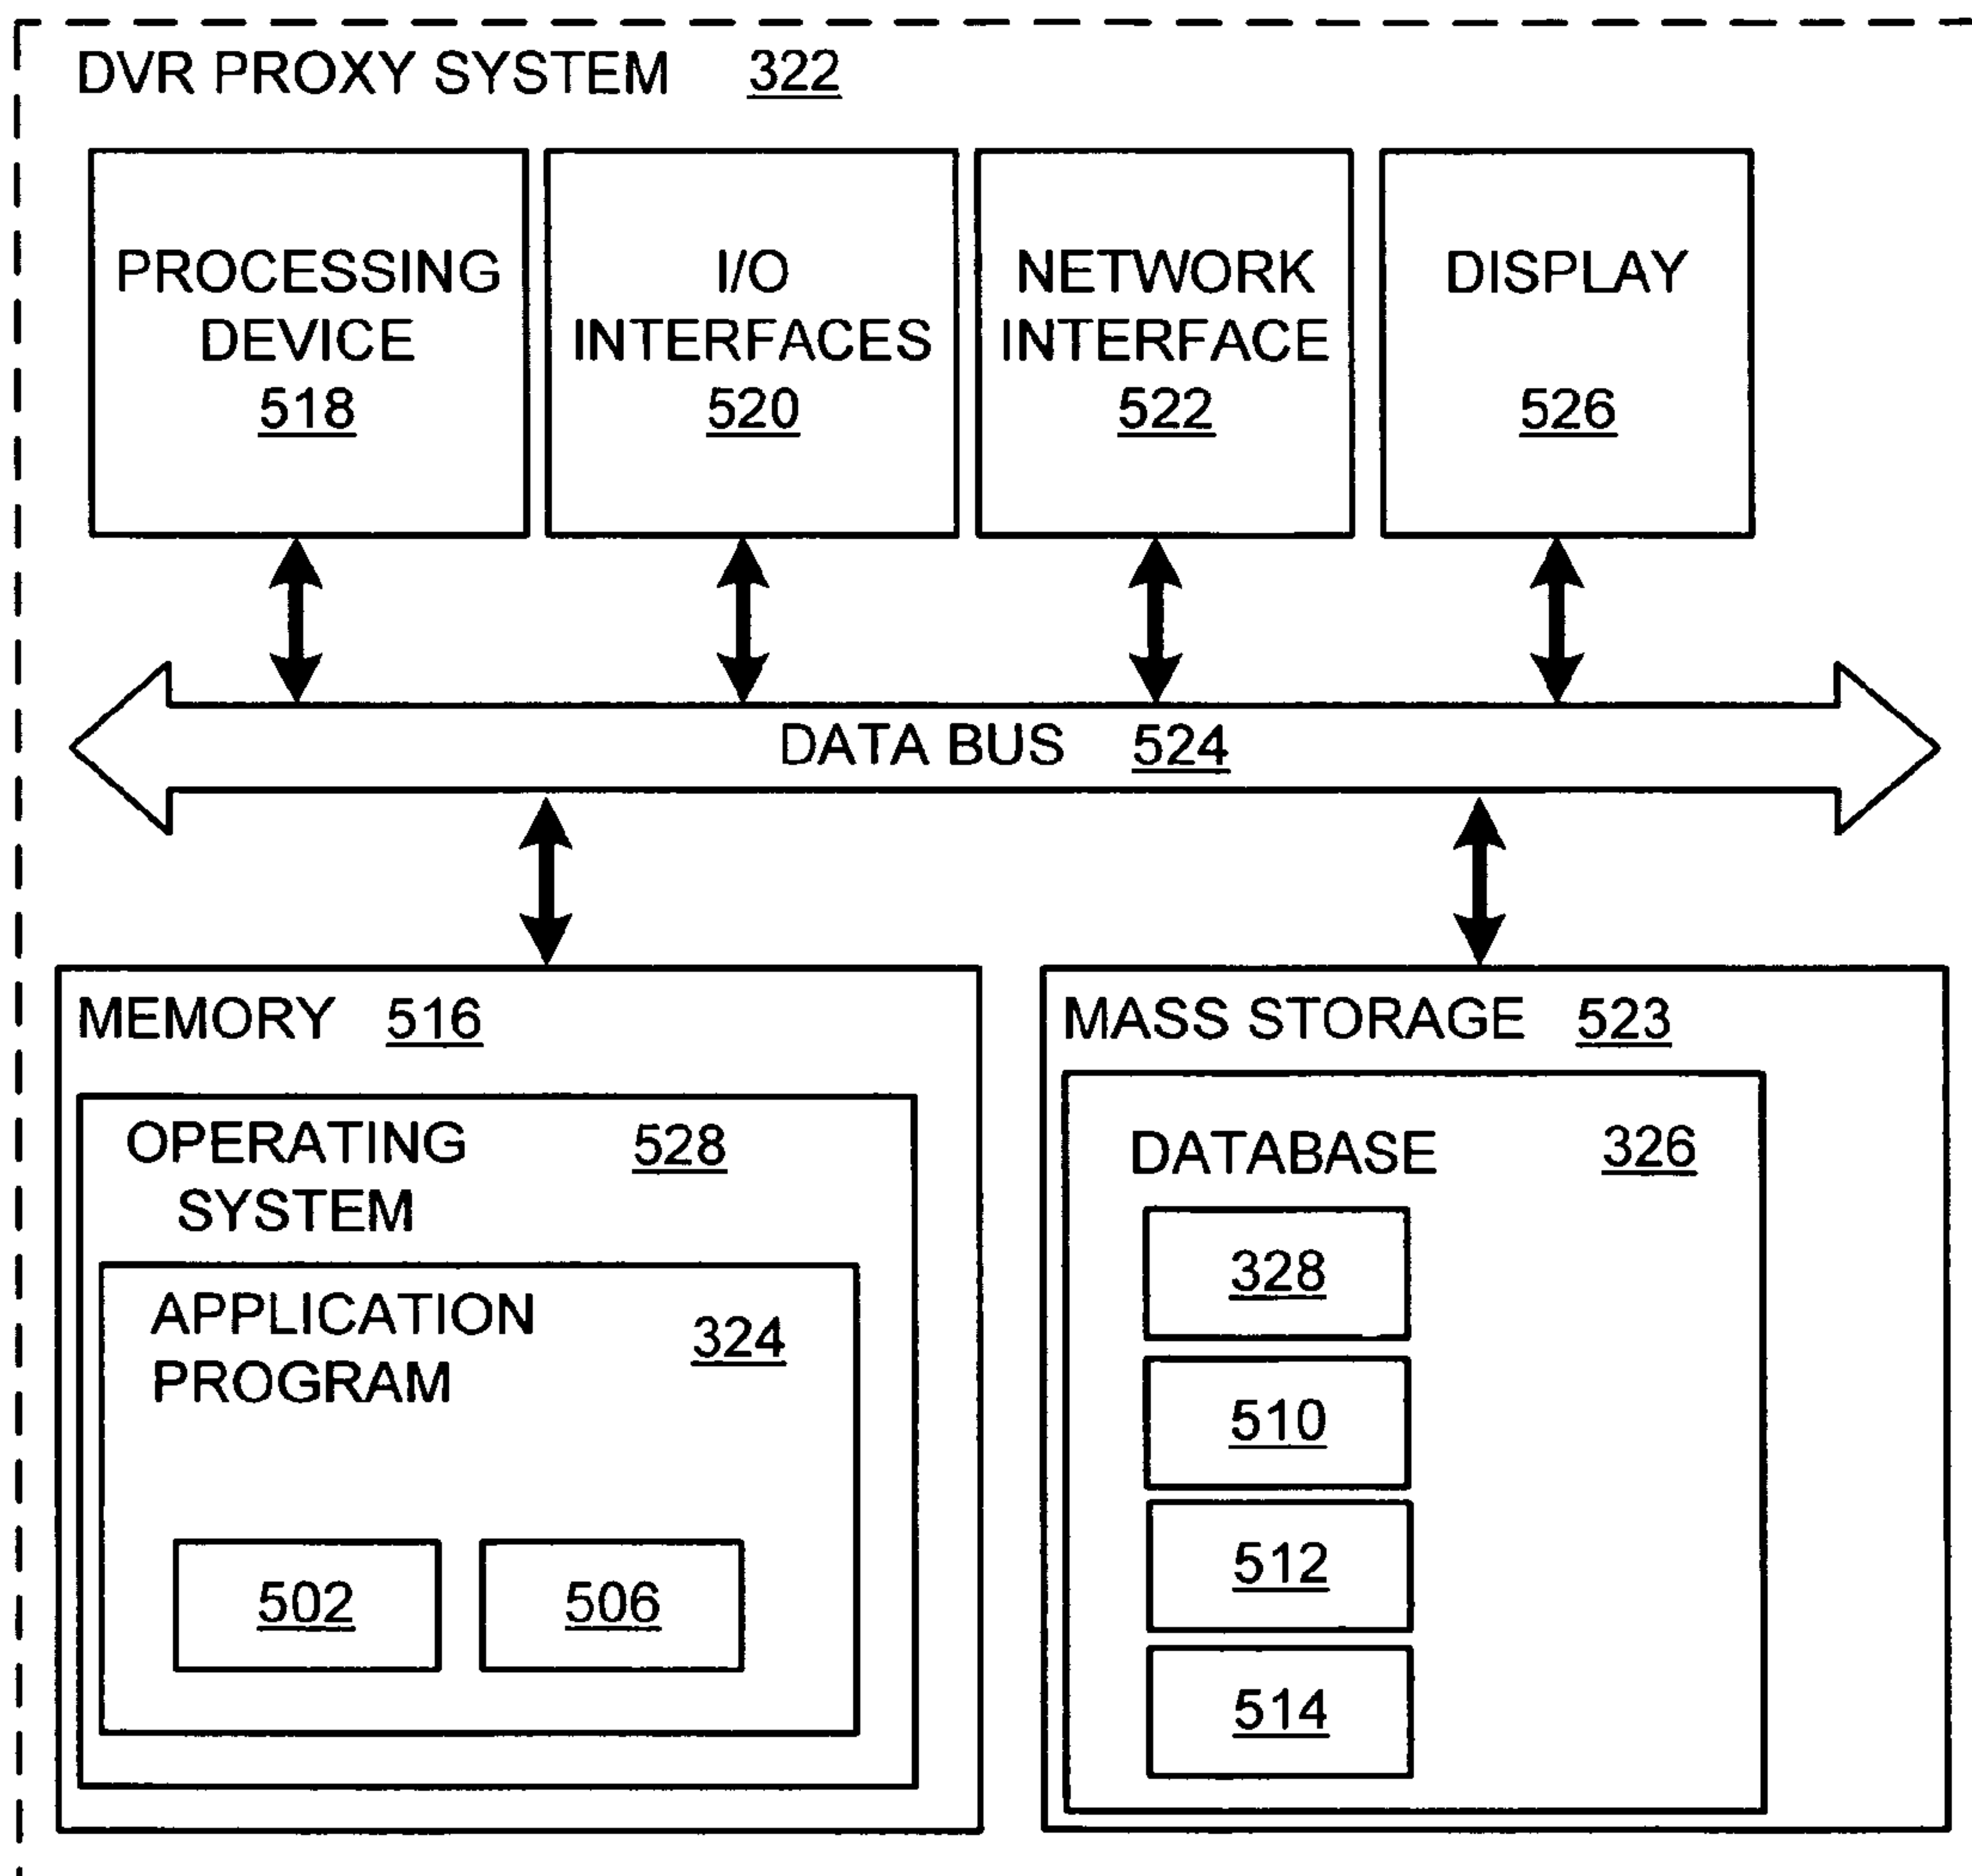 DVR PROXY SYSTEM 322
PROCESSING
DEVICE
518
I/O
INTERFACES
520
NETWORK
INTERFACE
522
DISPLAY
526
DATA BUS 524
MEMORY 516
OPERATING 528
SYSTEM
APPLICATION 324
PROGRAM
502
506
MASS STORAGE 523
DATABASE 326
328
510
512
514